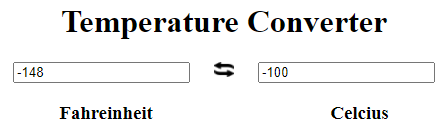 Temperature Converter
-148 -100
Fahreinheit Celcius